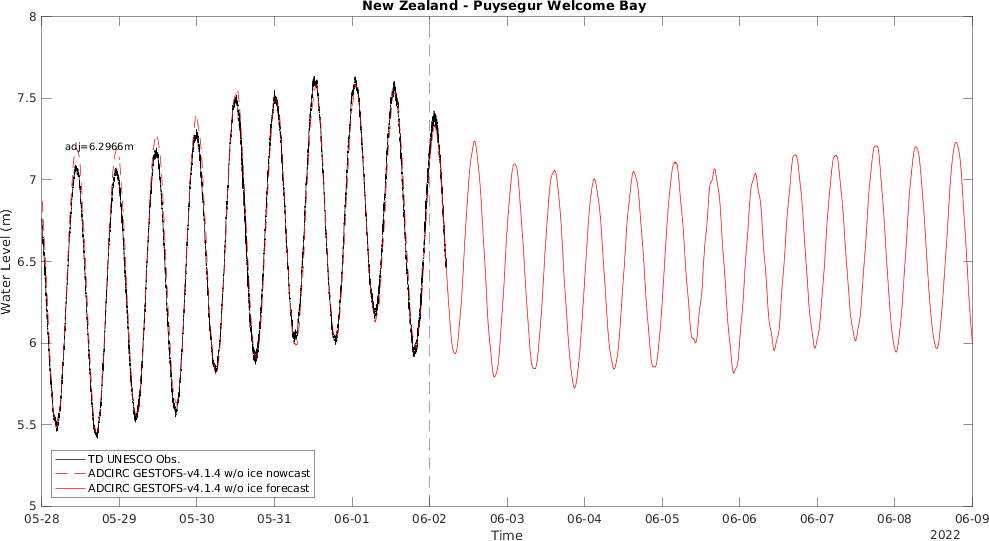 New Zealand - Puysegur Welcome Bay
8
7.5
7
6.5
6
5.5
5
Water Level (m)
adj=6.2966m
TD UNESCO Obs.
ADCIRC GESTOFS-v4.1.4 w/o ice nowcast
ADCIRC GESTOFS-v4.1.4 w/o ice forecast
05-28 05-29 05-30 05-31 06-01 06-02 06-03 06-04 06-05 06-06 06-07 06-08 06-09
Time
2022